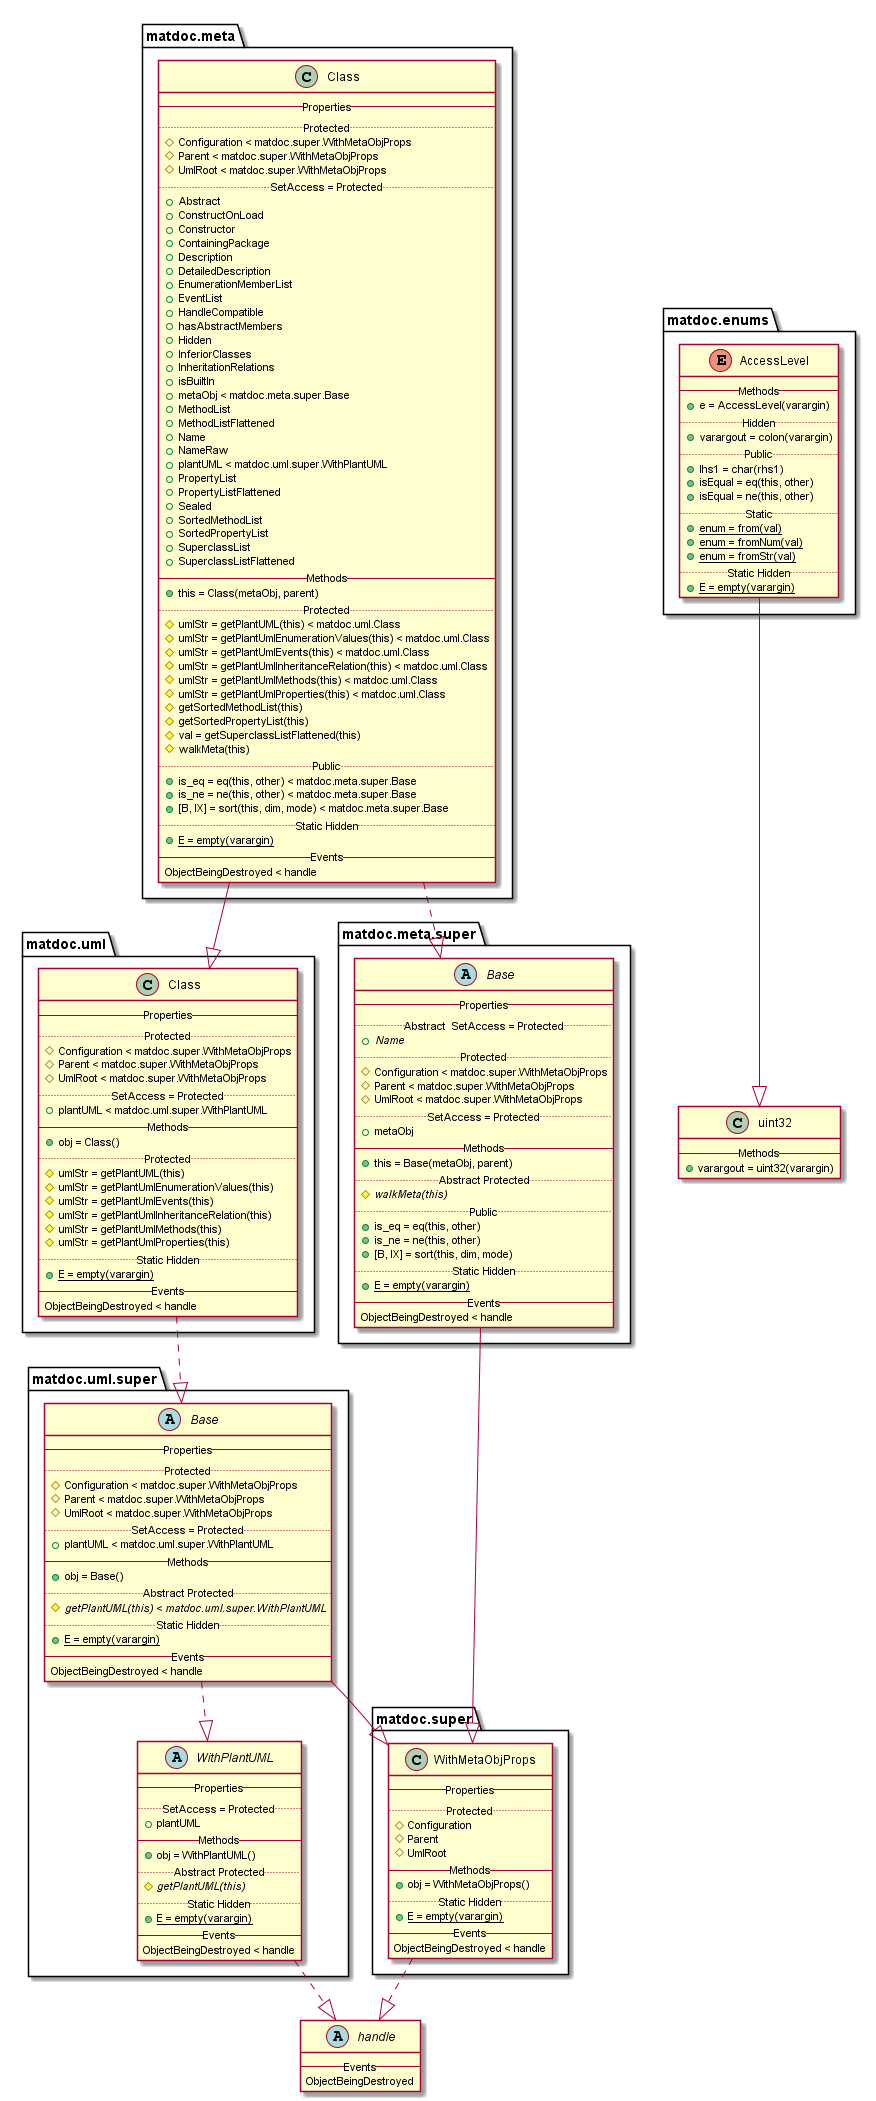 matdoc.meta
C Class
Properties
Protected
Configuration < matdoc.super.WithMetaObjProps
Parent < matdoc.super.WithMetaObjProps
UmlRoot < matdoc.super.WithMetaObjProps
SetAccess = Protected
Abstract
ConstructOnLoad
Constructor
ContainingPackage
Description
DetailedDescription
EnumerationMemberList
EventList
HandleCompatible
hasAbstractMembers
Hidden
InferiorClasses
InheritationRelations
isBuiltIn
metaObj < matdoc.meta.super.Base
MethodList
MethodListFlattened
Name
NameRaw
plantUML < matdoc.uml.super.WithPlantUML
PropertyList
PropertyListFlattened
Sealed
SortedMethodList
SortedPropertyList
SuperclassList
SuperclassListFlattened
Methods
this = Class(metaObj, parent)
Protected
umlStr = getPlantUML(this) < matdoc.uml.Class
umlStr = getPlantUmlEnumerationValues(this) < matdoc.uml.Class
umlStr = getPlantUmlEvents(this) < matdoc.uml.Class
umlStr = getPlantUmlInheritanceRelation(this) < matdoc.uml.Class
umlStr = getPlantUmlMethods(this) < matdoc.uml.Class
umlStr = getPlantUmlProperties(this) < matdoc.uml.Class
getSortedMethodList(this)
getSortedPropertyList(this)
val = getSuperclassListFlattened(this)
walkMeta(this)
Public
is_eq = eq(this, other) < matdoc.meta.super.Base
is_ne = ne(this, other) < matdoc.meta.super.Base
[B, IX] = sort(this, dim, mode) < matdoc.meta.super.Base
Static Hidden
E = empty(varargin)
Events
ObjectBeingDestroyed < handle
matdoc.enums
E AccessLevel
Methods
e = AccessLevel(varargin)
Hidden
varargout = colon(varargin)
Public
lhs1 = char(rhs1)
isEqual = eq(this, other)
isEqual = ne(this, other)
Static
enum = from(val)
enum = fromNum(val)
enum = fromStr(val)
Static Hidden
E = empty(varargin)
matdoc.uml
C Class
Properties
Protected
Configuration < matdoc.super.WithMetaObjProps
Parent < matdoc.super.WithMetaObjProps
UmlRoot < matdoc.super.WithMetaObjProps
SetAccess = Protected
plantUML < matdoc.uml.super.WithPlantUML
Methods
obj = Class()
Protected
umlStr = getPlantUML(this)
umlStr = getPlantUmlEnumerationValues(this)
umlStr = getPlantUmlEvents(this)
umlStr = getPlantUmlInheritanceRelation(this)
umlStr = getPlantUmlMethods(this)
umlStr = getPlantUmlProperties(this)
Static Hidden
E = empty(varargin)
Events
ObjectBeingDestroyed < handle
matdoc.meta.super
A Base
Properties
Abstract SetAccess = Protected
Name
Protected
Configuration < matdoc.super.WithMetaObjProps
Parent < matdoc.super.WithMetaObjProps
UmlRoot < matdoc.super.WithMetaObjProps
SetAccess = Protected
metaObj
Methods
this = Base(metaObj, parent)
Abstract Protected
walkMeta(this)
Public
is_eq = eq(this, other)
is_ne = ne(this, other)
[B, IX] = sort(this, dim, mode)
Static Hidden
E = empty(varargin)
Events
ObjectBeingDestroyed < handle
C uint32
Methods
varargout = uint32(varargin)
matdoc.uml.super
A Base
Properties
Protected
Configuration < matdoc.super.WithMetaObjProps
Parent < matdoc.super.WithMetaObjProps
UmlRoot < matdoc.super.WithMetaObjProps
SetAccess = Protected
plantUML < matdoc.uml.super.WithPlantUML
Methods
obj = Base()
Abstract Protected
getPlantUML(this) < matdoc.uml.super.WithPlantUML
Static Hidden
E = empty(varargin)
Events
ObjectBeingDestroyed < handle
A WithPlantUML
Properties
SetAccess = Protected
plantUML
Methods
obj = WithPlantUML()
Abstract Protected
getPlantUML(this)
Static Hidden
E = empty(varargin)
Events
ObjectBeingDestroyed < handle
matdoc.super
C WithMetaObjProps
Properties
Protected
Configuration
Parent
UmlRoot
Methods
obj = WithMetaObjProps()
Static Hidden
E = empty(varargin)
Events
ObjectBeingDestroyed < handle
A handle
Events
ObjectBeingDestroyed